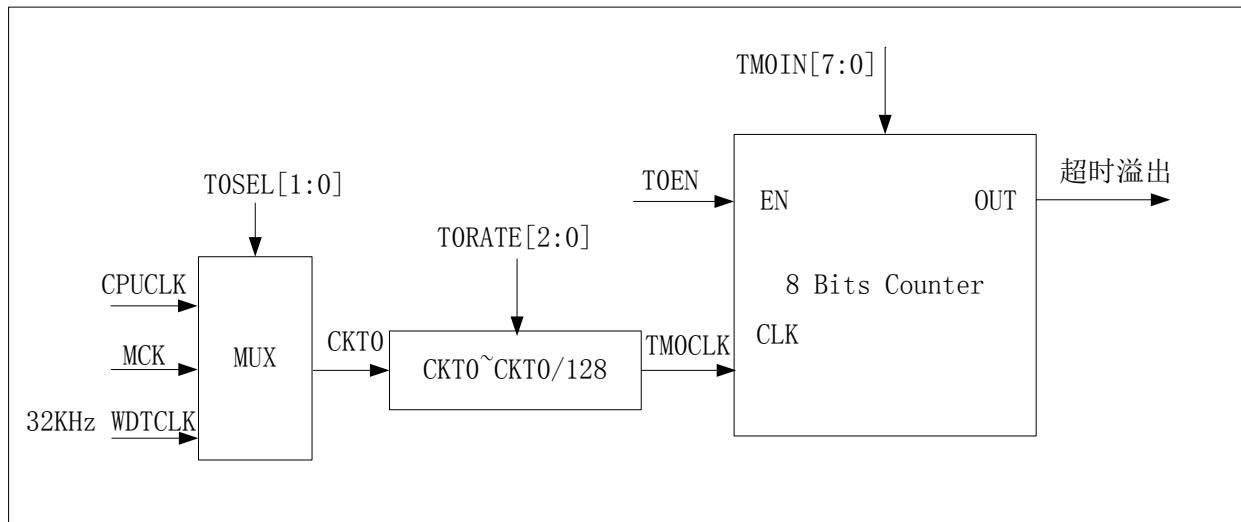 TMOIN[7:0]
T0SEL[1:0]
T0EN
EN
OUT
超时溢出
T0RATE[2:0]
CPUCLK
8 Bits Counter
CKT0
TM0CLK
CLK
MCK
MUX
CKT0~CKT0/128
32KHz WDTCLK